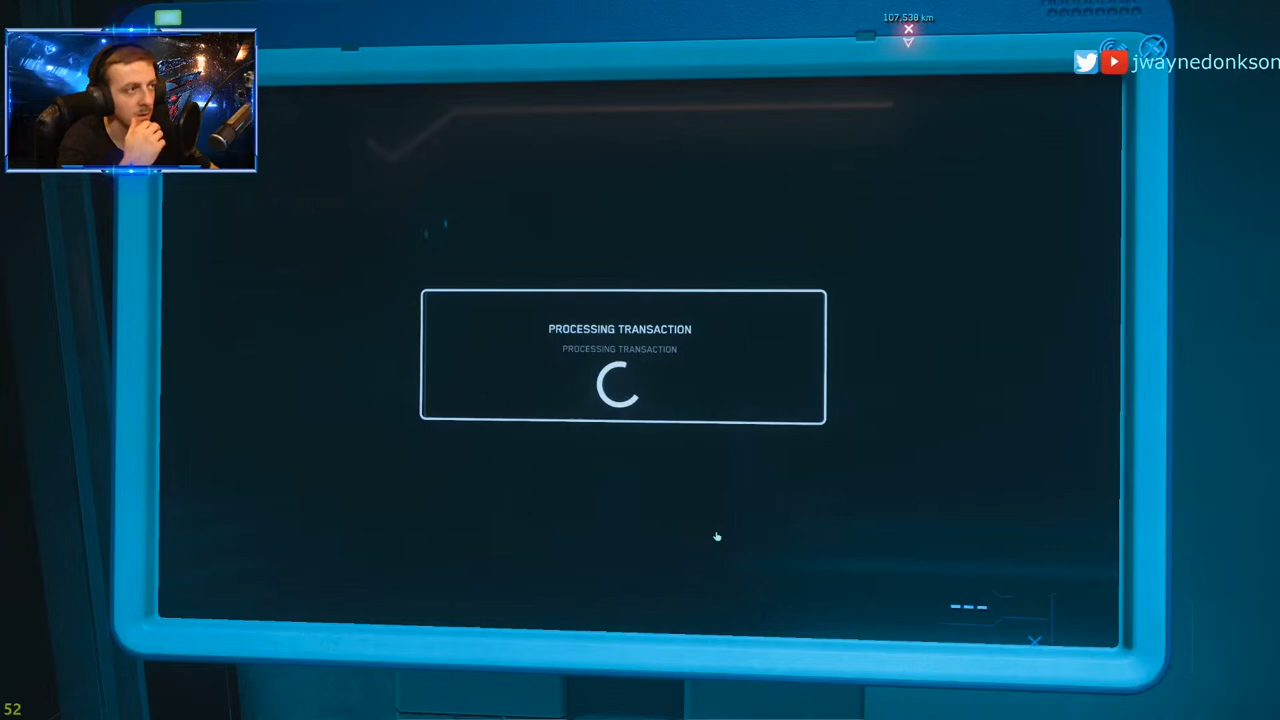 107,538 km
jwaynedonkson
PROCESSING TRANSACTION
PROCESSING TRANSACTION
52